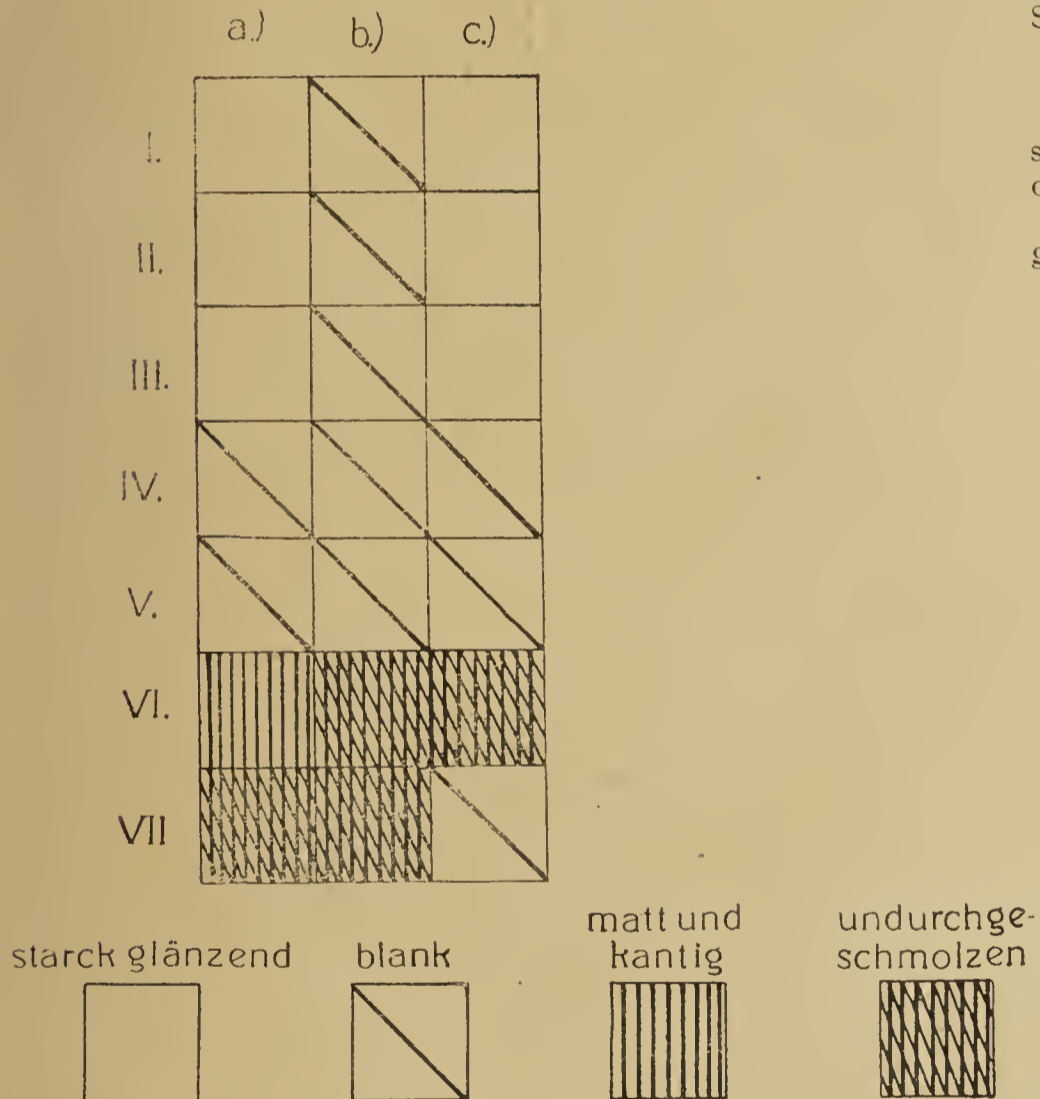 a.) b.) c.)
I.
II.
III.
IV.
V.
VI.
VII
starck glänzend blank matt und kantig undurchge-schmolzen